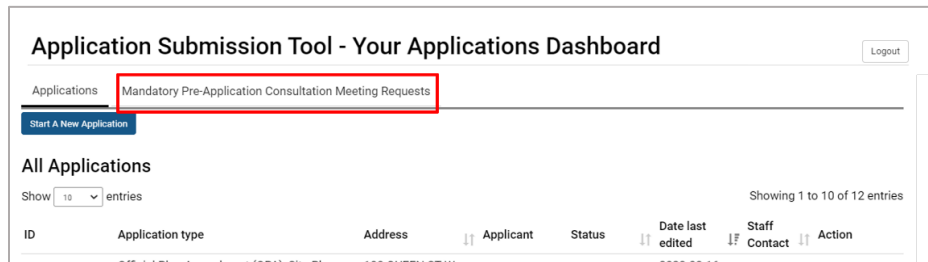 Application Submission Tool - Your Applications Dashboard
Logout
Applications Mandatory Pre-Application Consultation Meeting Requests
Start A New Application
All Applications
Show 10 entries
Showing 1 to 10 of 12 entries
ID Application type Address Applicant Status Date last edited Staff Contact Action